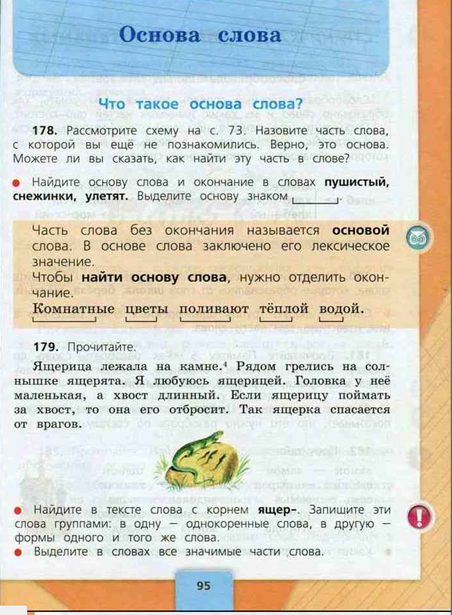 Основа слова
Что такое основа слова?
178. Рассмотрите схему на с. 73. Назовите часть слова,
с которой вы ещё не познакомились. Верно, это основа.
Можете ли вы сказать, как найти эту часть в слове?
• Найдите основу слова и окончание в словах пушистый,
снежинки, улетят. Выделите основу знаком
Часть слова без окончания называется основой
слова. В основе слова заключено его лексическое
значение.
Чтобы найти основу слова, нужно отделить окон-
чание.
Комнатные цветы поливают тёплой водой.
179. Прочитайте.
Ящерица лежала на камне.⁴ Рядом грелись на сол-
нышке ящерята. Я любуюсь ящерицей. Головка у неё
маленькая, а хвост длинный. Если ящерицу поймать
за хвост, то она его отбросит. Так ящерка спасается
от врагов.
• Найдите в тексте слова с корнем ящер-. Запишите эти
слова группами: в одну — однокоренные слова, в другую —
формы одного и того же слова.
• Выделите в словах все значимые части слова.
95